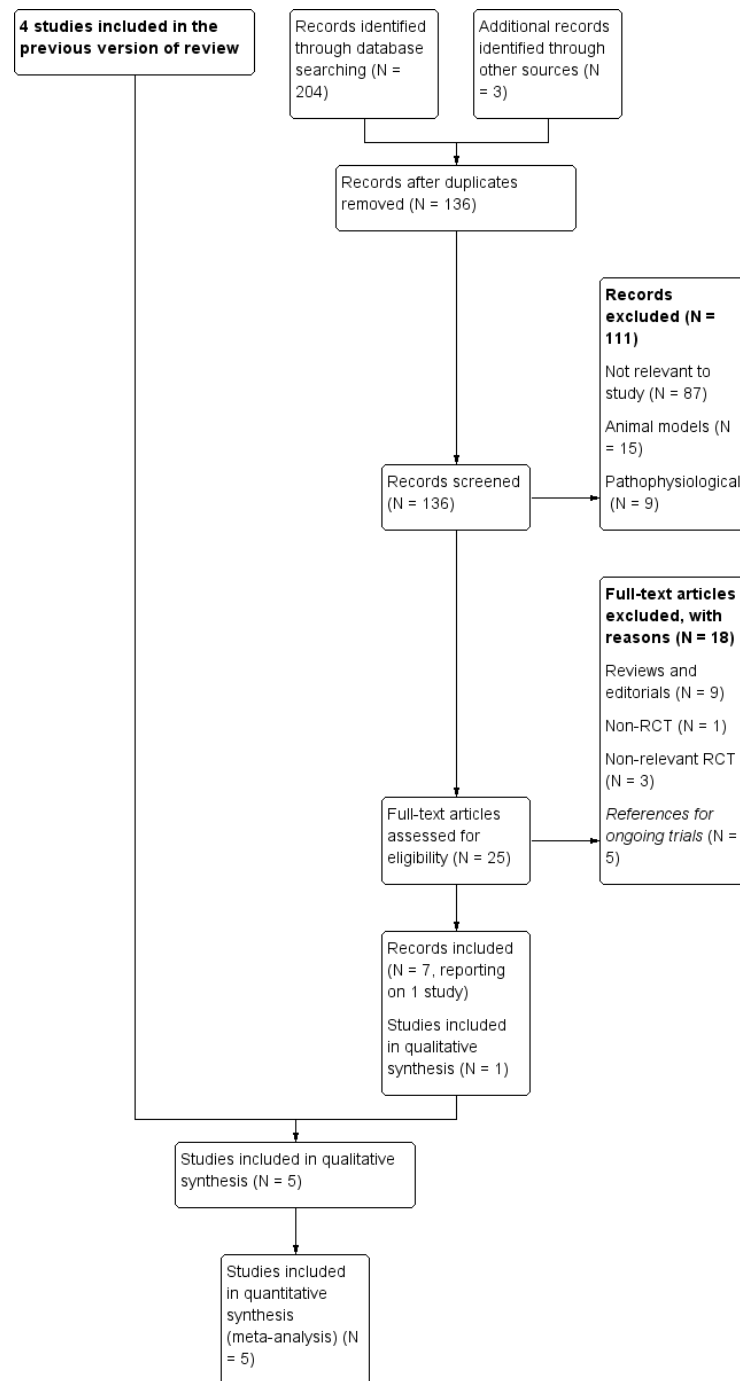 4 studies included in the
previous version of review
Records identified
through database
searching (N =
204)
Additional records
identified through
other sources (N
= 3)
Records after duplicates
removed (N = 136)
Records
excluded (N =
111)
Not relevant to
study (N = 87)
Animal models (N
= 15)
Pathophysiological
(N = 9)
Records screened
(N = 136)
Full-text articles
excluded, with
reasons (N = 18)
Reviews and
editorials (N = 9)
Non-RCT (N = 1)
Non-relevant RCT
(N = 3)
References for
ongoing trials (N =
5)
Full-text articles
assessed for
eligibility (N = 25)
Records included
(N = 7, reporting
on 1 study)
Studies included
in qualitative
synthesis (N = 1)
Studies included in qualitative
synthesis (N = 5)
Studies included
in quantitative
synthesis
(meta-analysis) (N
= 5)